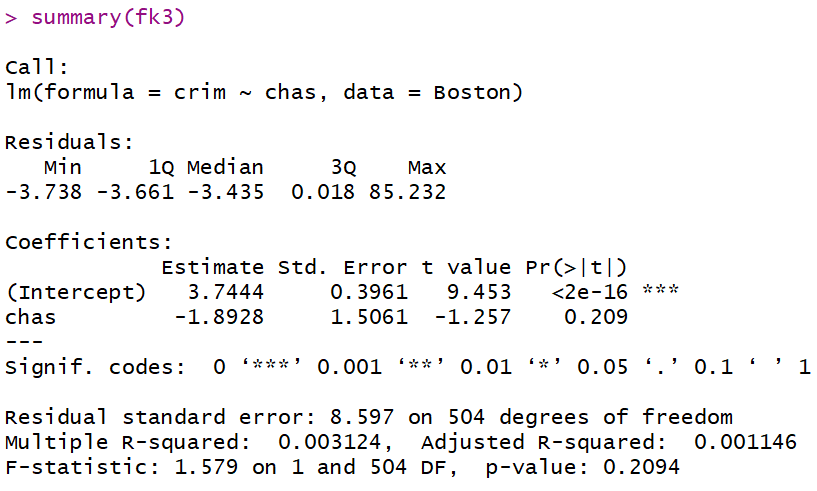 > summary(fk3)
Call:
lm(formula = crim ~ chas, data = Boston)
Residuals:
   Min     1Q Median     3Q    Max
-3.738 -3.661 -3.435  0.018 85.232
Coefficients:
            Estimate Std. Error t value Pr(>|t|)
(Intercept)   3.7444     0.3961   9.453   <2e-16 ***
chas         -1.8928     1.5061  -1.257    0.209
---
Signif. codes:  0 ‘***’ 0.001 ‘**’ 0.01 ‘*’ 0.05 ‘.’ 0.1 ‘ ’ 1
Residual standard error: 8.597 on 504 degrees of freedom
Multiple R-squared:  0.003124,  Adjusted R-squared:  0.001146
F-statistic: 1.579 on 1 and 504 DF,  p-value: 0.2094